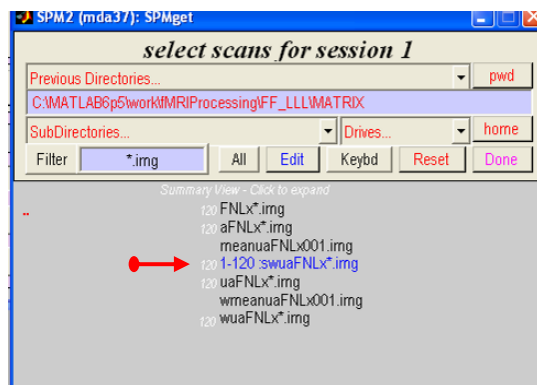 SPM2 (mda37): SPMget
select scans for session 1
Previous Directories... pwd
C:\MATLAB6p5\work\fMRIProcessing\FF_LLL\MATRIX
SubDirectories... Drives... home
Filter *.img All Edit Keybd Reset Done
Summary View - Click to expand
..
120 FNLx*.img
120 aFNLx*.img
meanuaFNLx001.img
120 1-120 :swuaFNLx*.img
120 uaFNLx*.img
wmeanuaFNLx001.img
120 wuaFNLx*.img